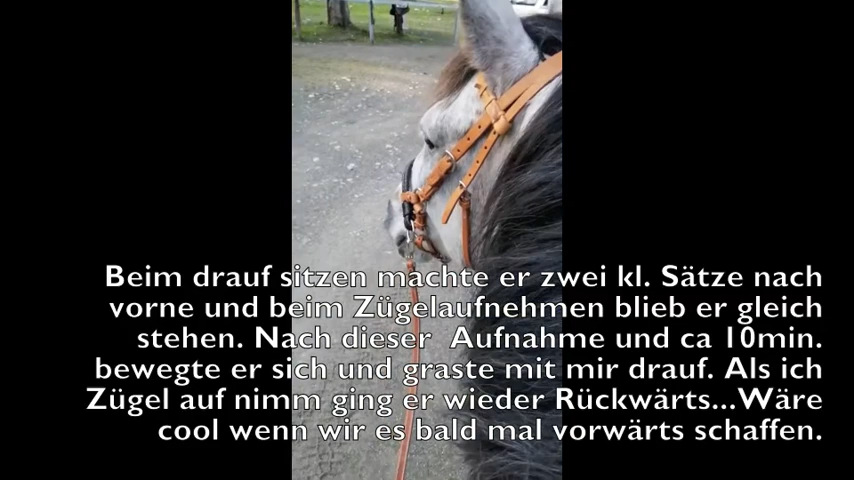 Beim drauf sitzen machte er zwei kl. Sätze nach
vorne und beim Zügelaufnehmen blieb er gleich
stehen. Nach dieser  Aufnahme und ca 10min.
bewegte er sich und graste mit mir drauf. Als ich
Zügel auf nimm ging er wieder Rückwärts...Wäre
cool wenn wir es bald mal vorwärts schaffen.